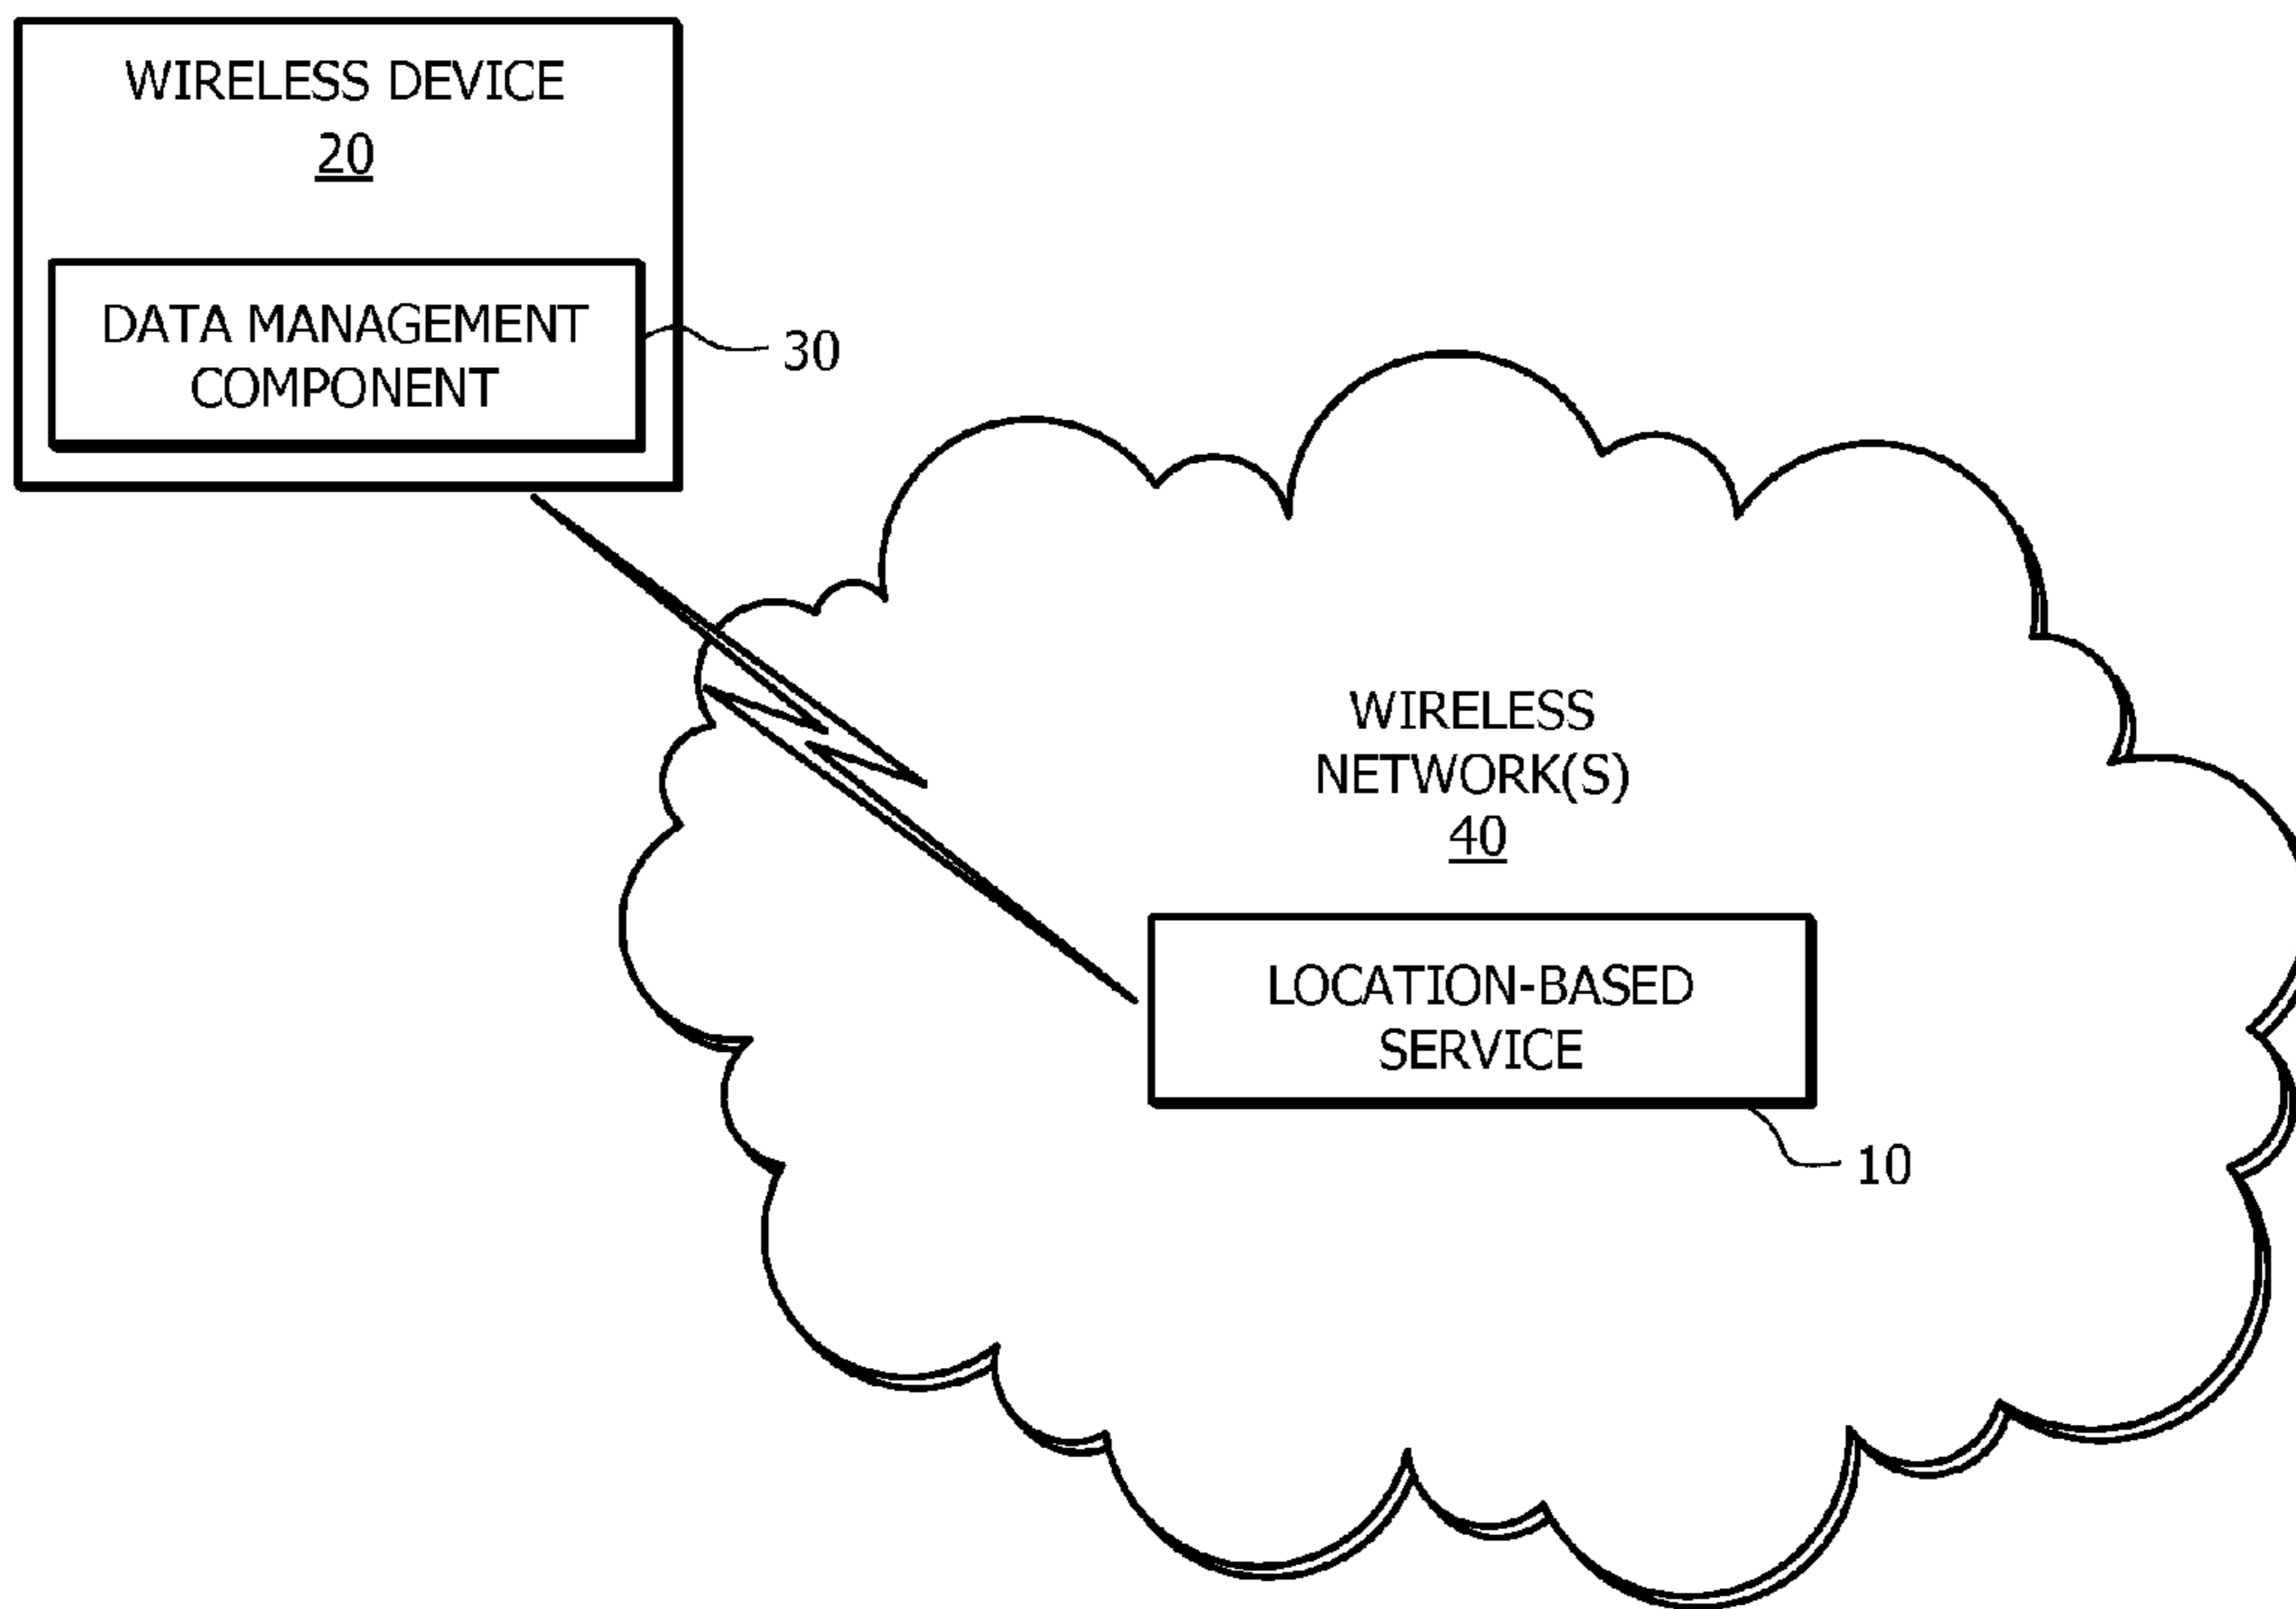 WIRELESS DEVICE
20
DATA MANAGEMENT
COMPONENT
30
WIRELESS
NETWORK(S)
40
LOCATION-BASED
SERVICE
10